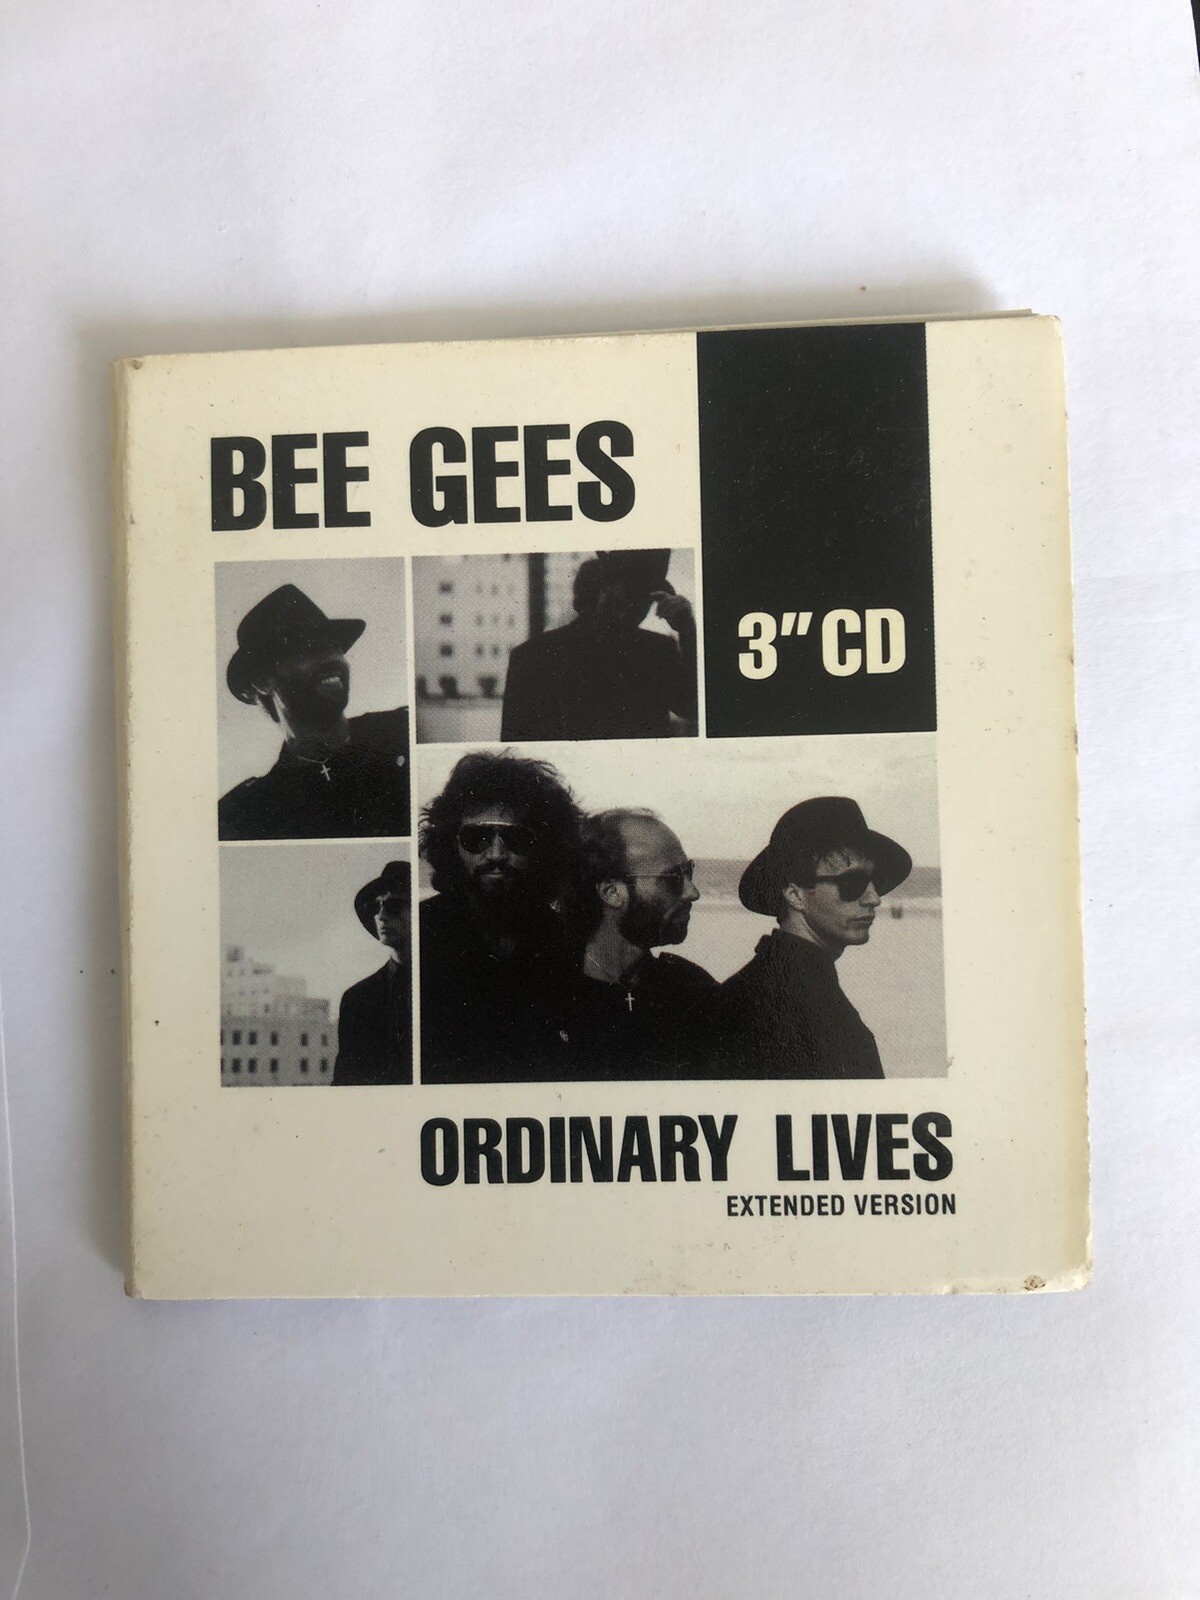 BEE GEES
3" CD
ORDINARY LIVES
EXTENDED VERSION